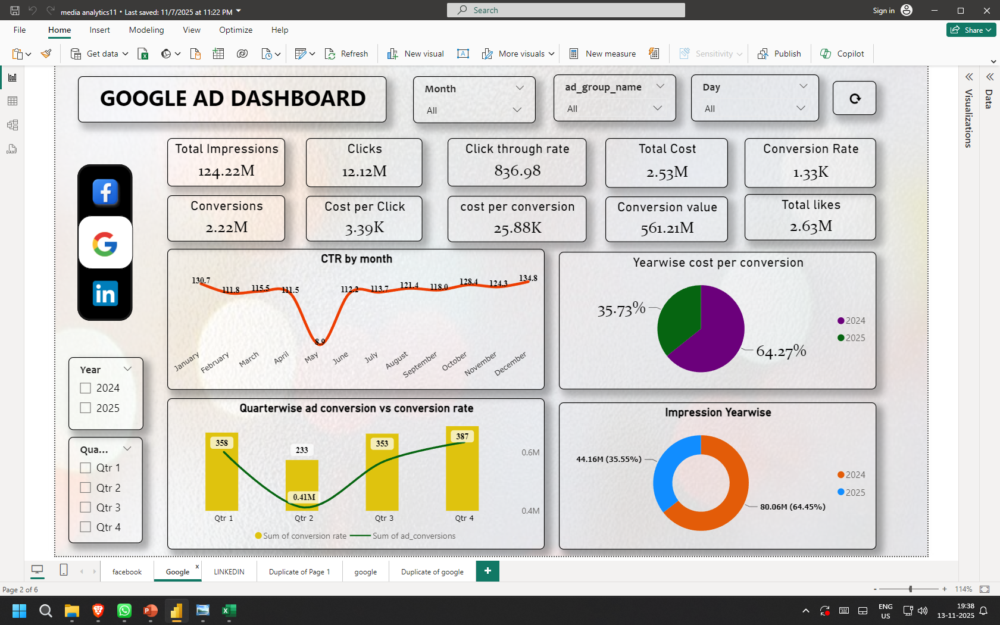 media analytics11 • Last saved: 11/7/2025 at 11:22 PM
Search
Sign in
File
Home
Insert
Modeling
View
Optimize
Help
Share
Get data
Refresh
New visual
More visuals
New measure
Sensitivity
Publish
Copilot
GOOGLE AD DASHBOARD
Month
All
ad_group_name
All
Day
All
Visualizations
Data
Total Impressions
124.22M
Clicks
12.12M
Click through rate
836.98
Total Cost
2.53M
Conversion Rate
1.33K
Conversions
2.22M
Cost per Click
3.39K
cost per conversion
25.88K
Conversion value
561.21M
Total likes
2.63M
f
G
in
CTR by month
130.7
111.8
115.5
111.5
8.9
112.2
113.7
121.4
118.0
128.4
124.3
134.8
January
February
March
April
May
June
July
August
September
October
November
December
Yearwise cost per conversion
35.73%
64.27%
2024
2025
Year
2024
2025
Qua...
Qtr 1
Qtr 2
Qtr 3
Qtr 4
Quarterwise ad conversion vs conversion rate
358
233
353
387
0.41M
0.6M
0.4M
Qtr 1
Qtr 2
Qtr 3
Qtr 4
Sum of conversion rate
Sum of ad_conversions
Impression Yearwise
44.16M (35.55%)
80.06M (64.45%)
2024
2025
facebook
Google
x
LINKEDIN
Duplicate of Page 1
google
Duplicate of google
+
Page 2 of 6
- + 114%
ENG
US
19:38
13-11-2025